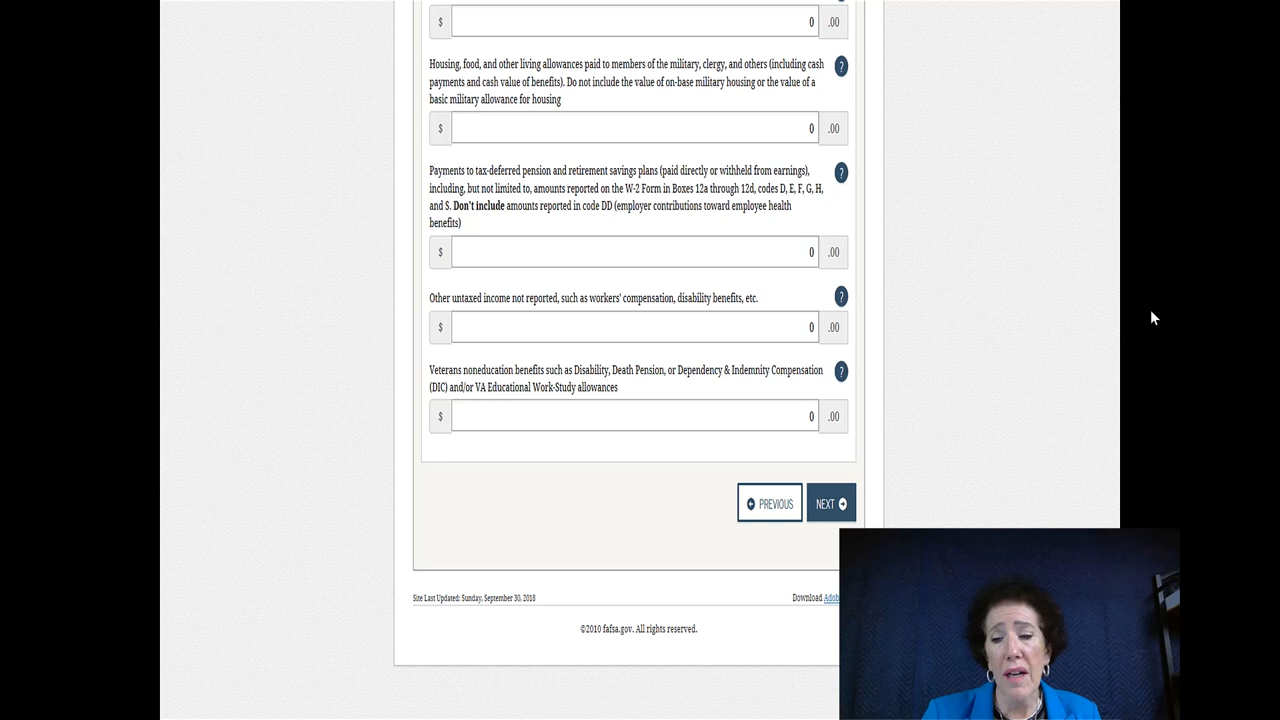 $ 0 .00
Housing, food, and other living allowances paid to members of the military, clergy, and others (including cash ?
payments and cash value of benefits). Do not include the value of on-base military housing or the value of a
basic military allowance for housing
$ 0 .00
Payments to tax-deferred pension and retirement savings plans (paid directly or withheld from earnings), ?
including, but not limited to, amounts reported on the W-2 Form in Boxes 12a through 12d, codes D, E, F, G, H,
and S. Don't include amounts reported in code DD (employer contributions toward employee health
benefits)
$ 0 .00
Other untaxed income not reported, such as workers' compensation, disability benefits, etc. ?
$ 0 .00
Veterans noneducation benefits such as Disability, Death Pension, or Dependency & Indemnity Compensation ?
(DIC) and/or VA Educational Work-Study allowances
$ 0 .00
PREVIOUS NEXT
Site Last Updated: Sunday, September 30, 2018 Download Adob
©2010 fafsa.gov. All rights reserved.